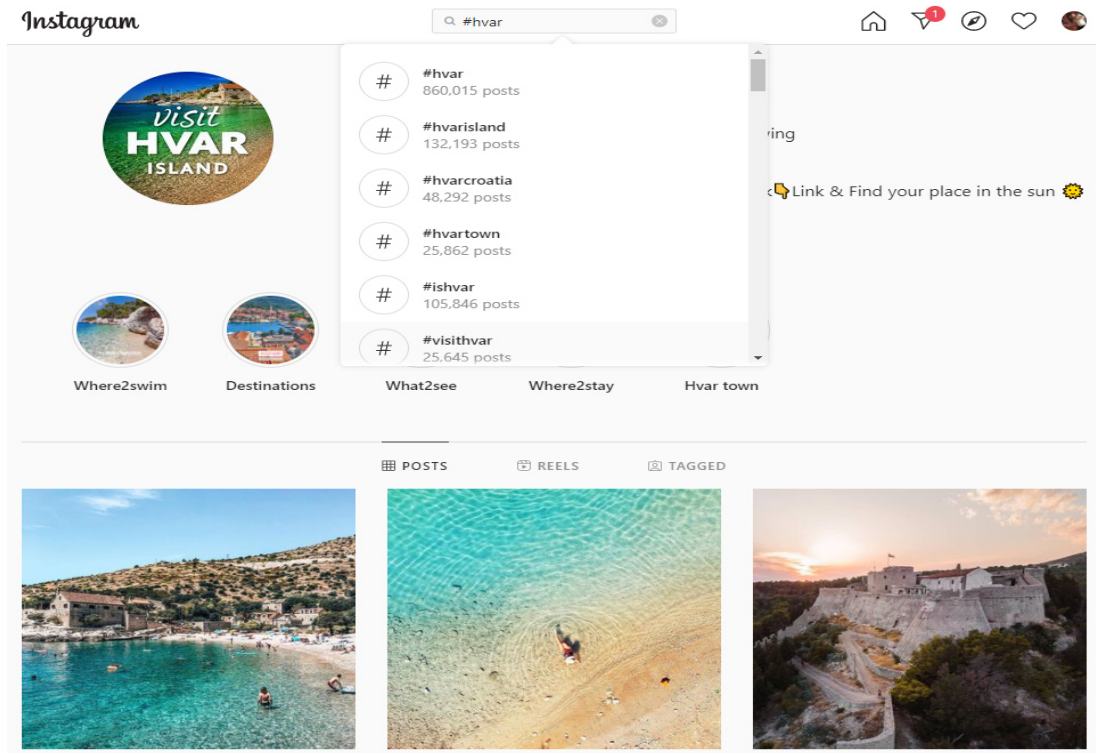 Instagram
#hvar
1
#hvar
860,015 posts
#hvarisland
132,193 posts
#hvarcroatia
48,292 posts
#hvartown
25,862 posts
#ishvar
105,846 posts
#visithvar
25,645 posts
visit
HVAR
ISLAND
Link & Find your place in the sun
Where2swim
Destinations
What2see
Where2stay
Hvar town
POSTS
REELS
TAGGED